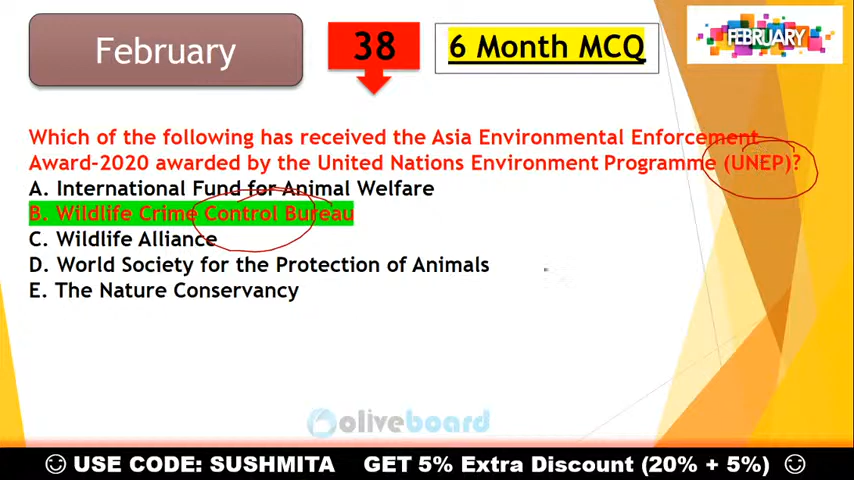 February
38
6 Month MCQ
FEBRUARY
Which of the following has received the Asia Environmental Enforcement
Award-2020 awarded by the United Nations Environment Programme (UNEP)?
A. International Fund for Animal Welfare
B. Wildlife Crime Control Bureau
C. Wildlife Alliance
D. World Society for the Protection of Animals
E. The Nature Conservancy
oliveboard
USE CODE: SUSHMITA GET 5% Extra Discount (20% + 5%)